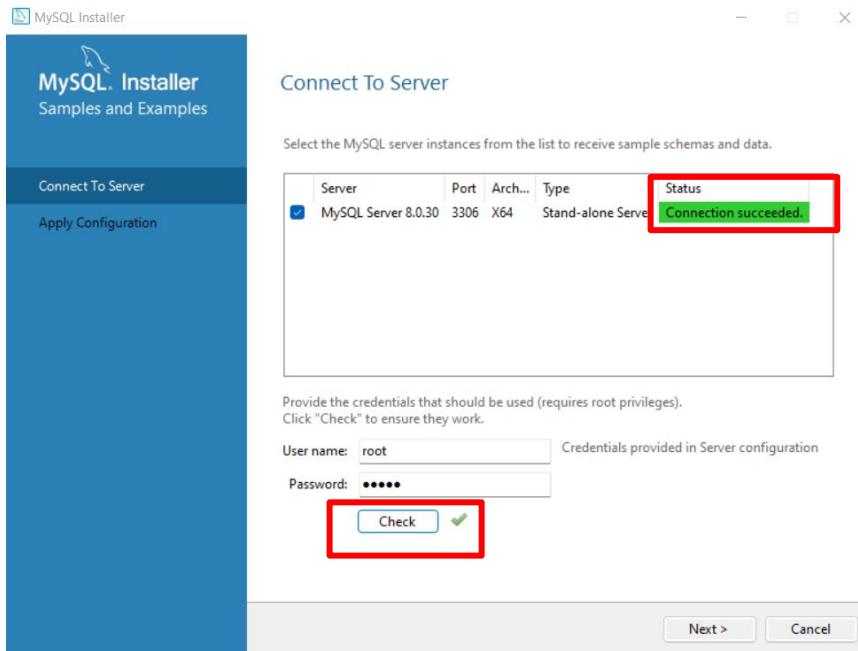 MySQL Installer
MySQL. Installer
Samples and Examples
Connect To Server
Apply Configuration
Connect To Server
Select the MySQL server instances from the list to receive sample schemas and data.
Server Port Arch... Type Status
MySQL Server 8.0.30 3306 X64 Stand-alone Serve Connection succeeded.
Provide the credentials that should be used (requires root privileges).
Click "Check" to ensure they work.
User name: root Credentials provided in Server configuration
Password: •••••
Check
Next > Cancel